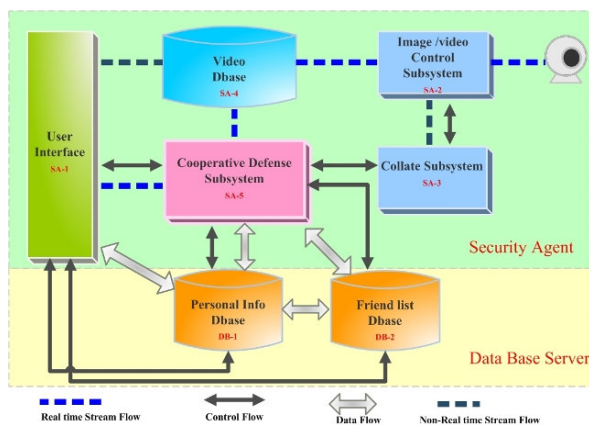 Video
Dbase
SA-4
Image /video
Control
Subsystem
SA-2
User
Interface
SA-1
Cooperative Defense
Subsystem
SA-5
Collate Subsystem
SA-3
Security Agent
Personal Info
Dbase
DB-1
Friend list
Dbase
DB-2
Data Base Server
Real time Stream Flow
Control Flow
Data Flow
Non-Real time Stream Flow